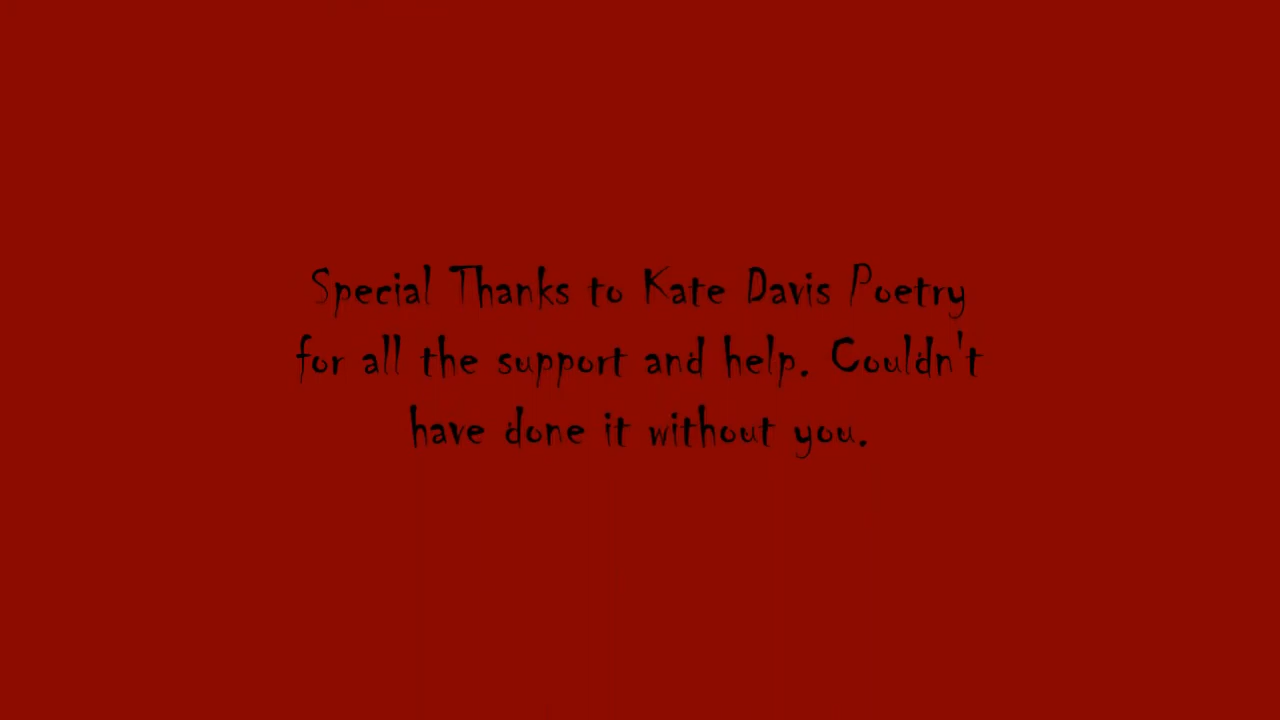 Special Thanks to Kate Davis Poetry
for all the support and help. Couldn't
have done it without you.